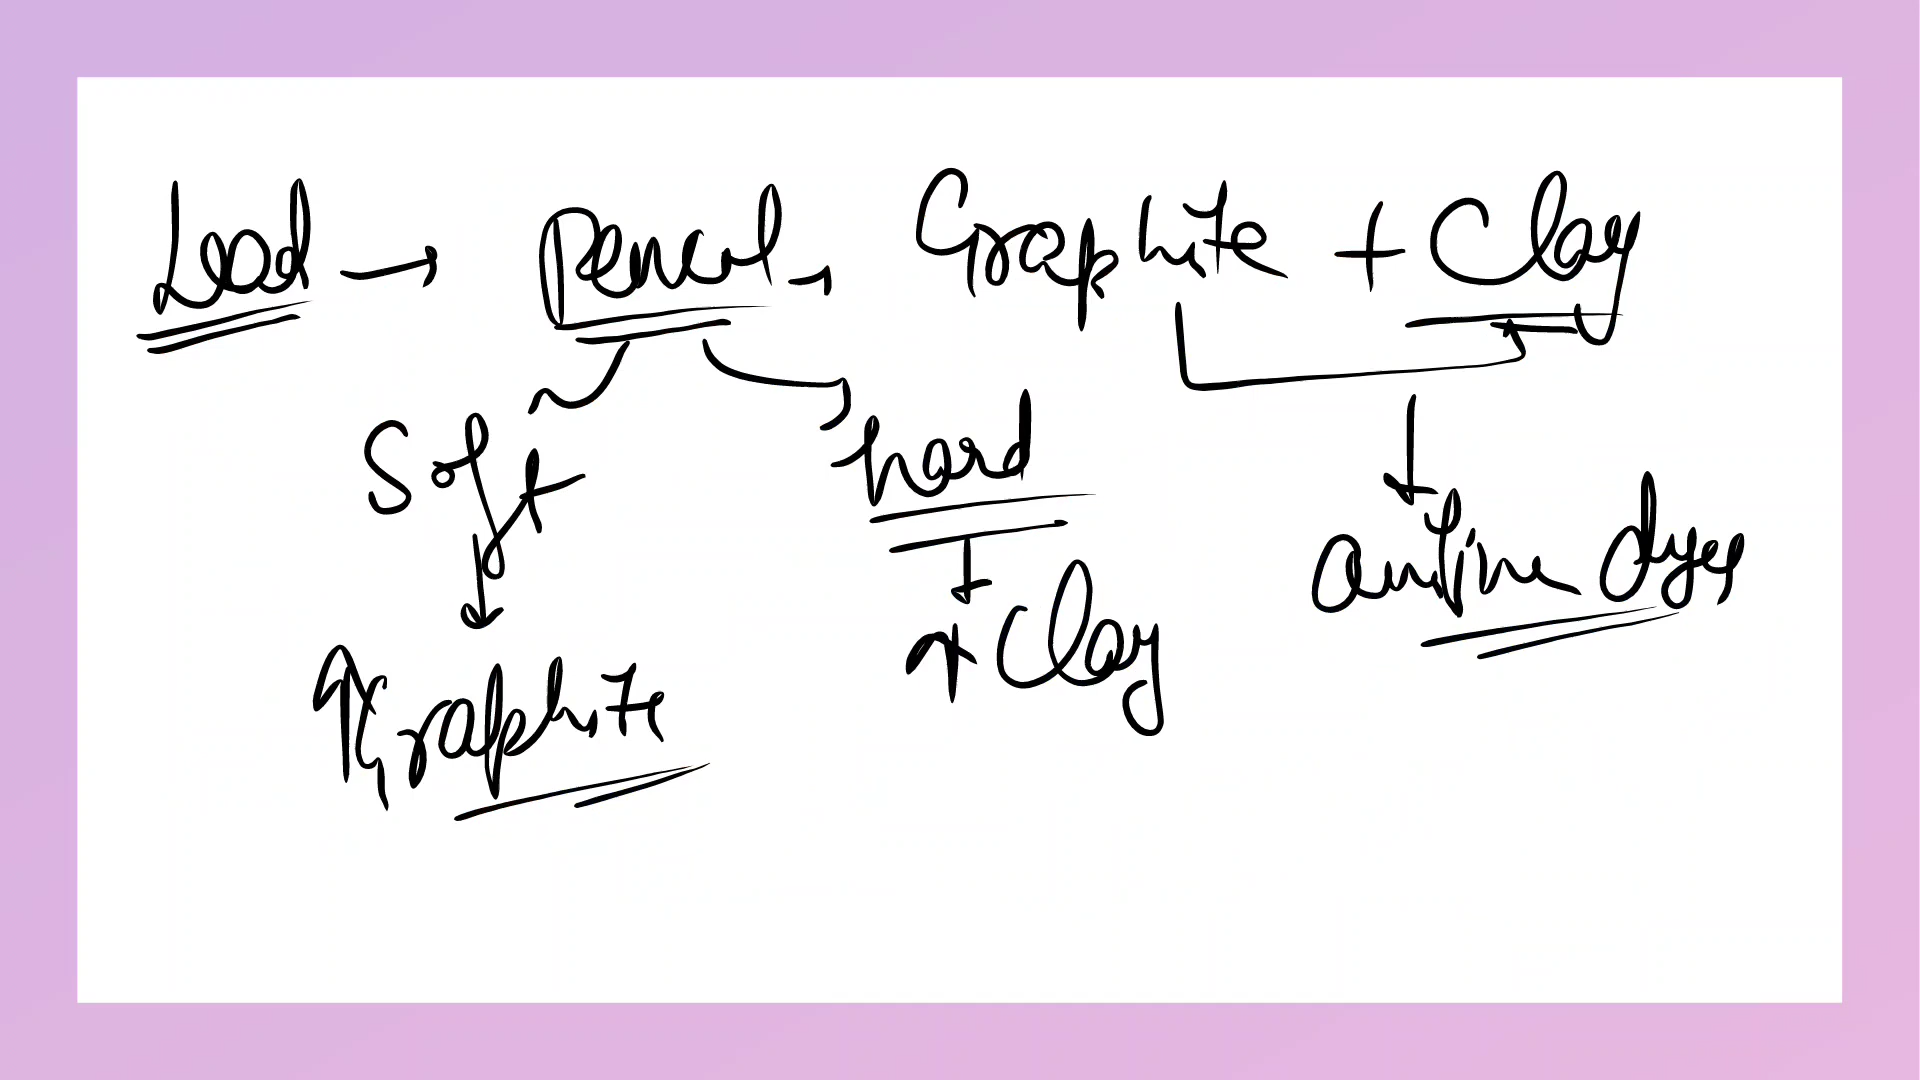 Lead → Pencil → Graphite + Clay
Soft hard
↓ ↓ ↓
aniline dyes
↑ Graphite ↑ Clay